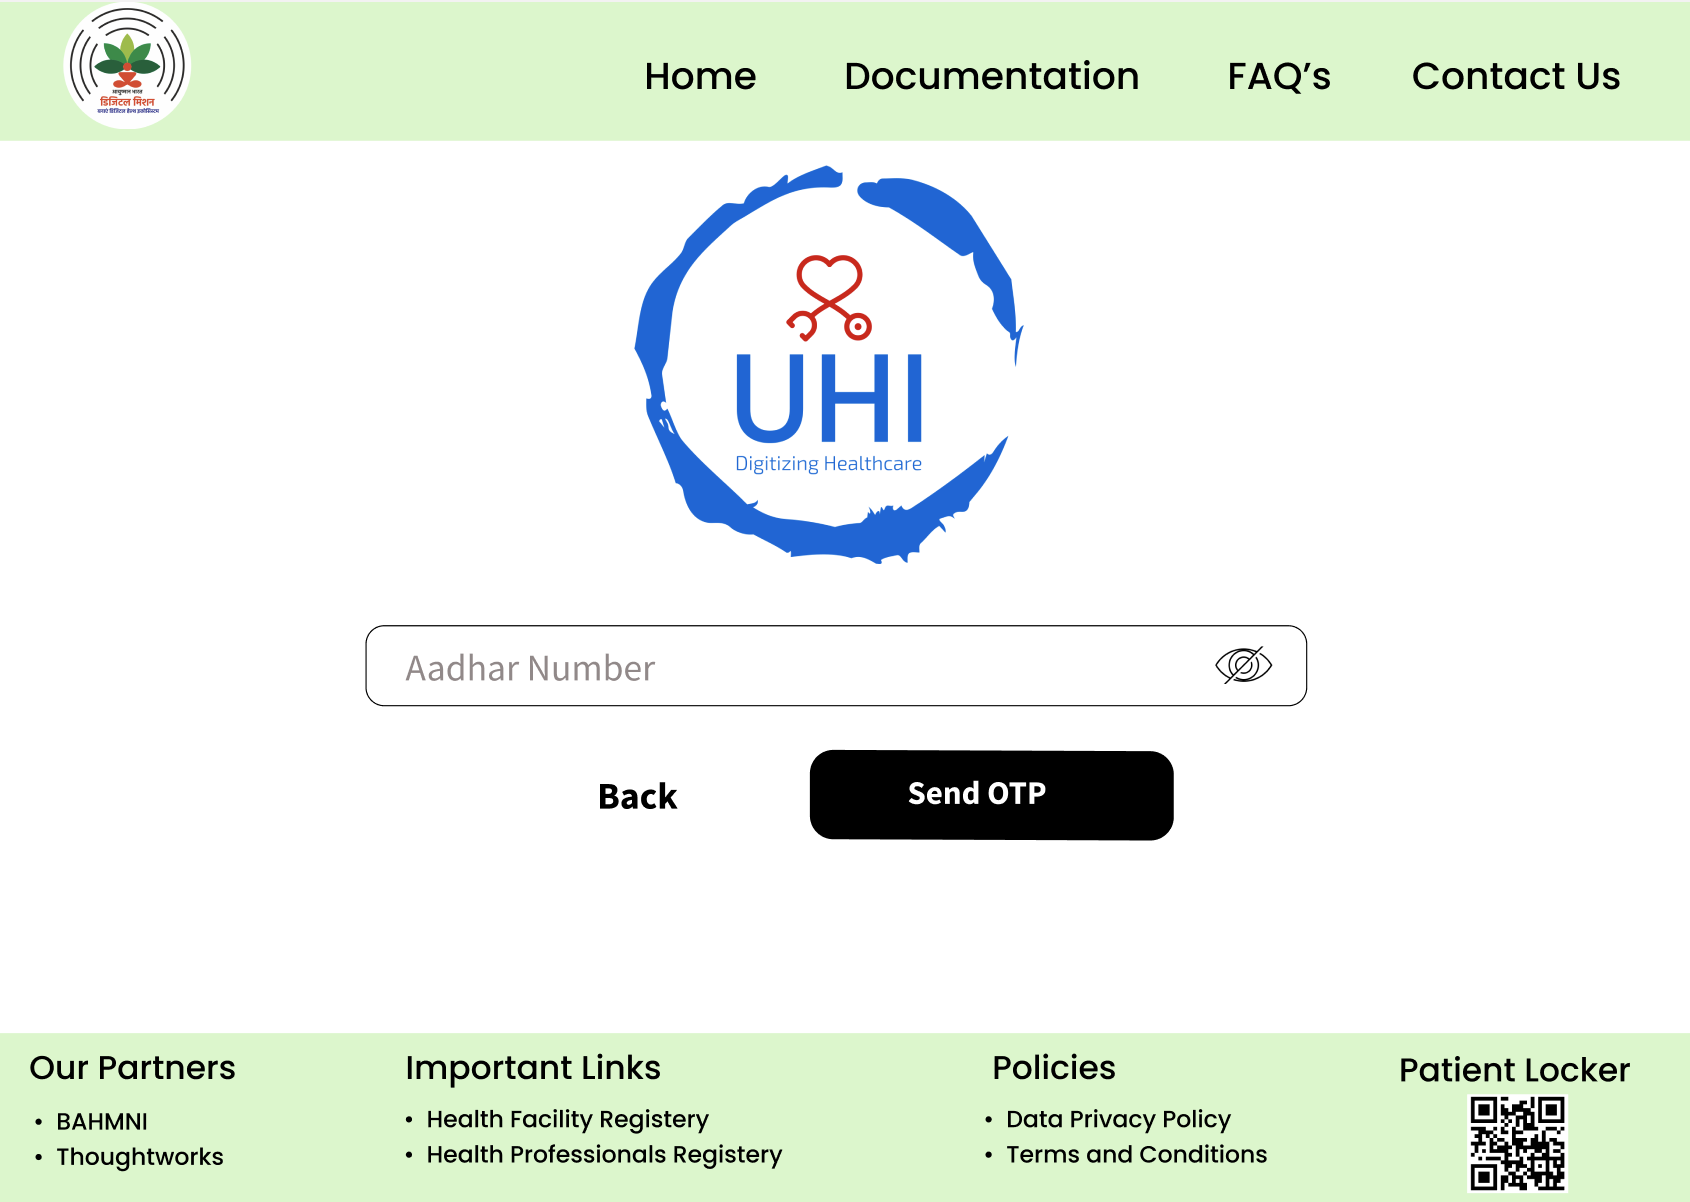 आयुष्मान भारत
डिजिटल मिशन
Home
Documentation
FAQ’s
Contact Us
UHI
Digitizing Healthcare
Aadhar Number
Back
Send OTP
Our Partners
• BAHMNI
• Thoughtworks
Important Links
• Health Facility Registery
• Health Professionals Registery
Policies
• Data Privacy Policy
• Terms and Conditions
Patient Locker